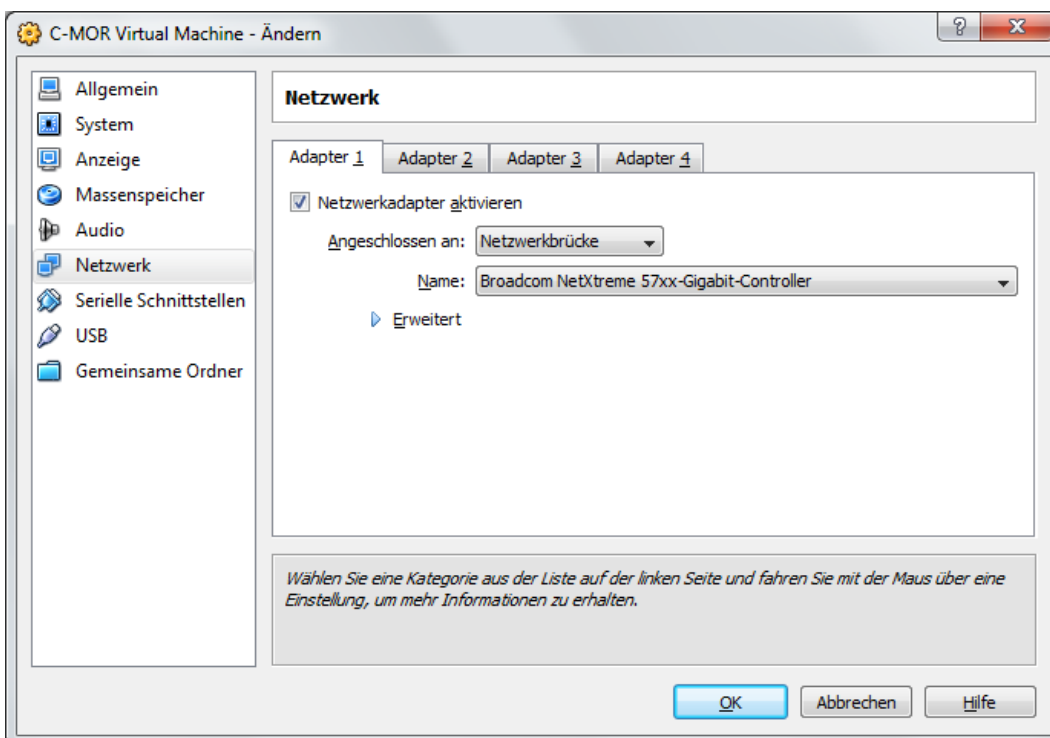 C-MOR Virtual Machine - Ändern
Allgemein
System
Anzeige
Massenspeicher
Audio
Netzwerk
Serielle Schnittstellen
USB
Gemeinsame Ordner
Netzwerk
Adapter 1 Adapter 2 Adapter 3 Adapter 4
Netzwerkadapter aktivieren
Angeschlossen an: Netzwerkbrücke
Name: Broadcom NetXtreme 57xx-Gigabit-Controller
Erweitert
Wählen Sie eine Kategorie aus der Liste auf der linken Seite und fahren Sie mit der Maus über eine
Einstellung, um mehr Informationen zu erhalten.
OK Abbrechen Hilfe